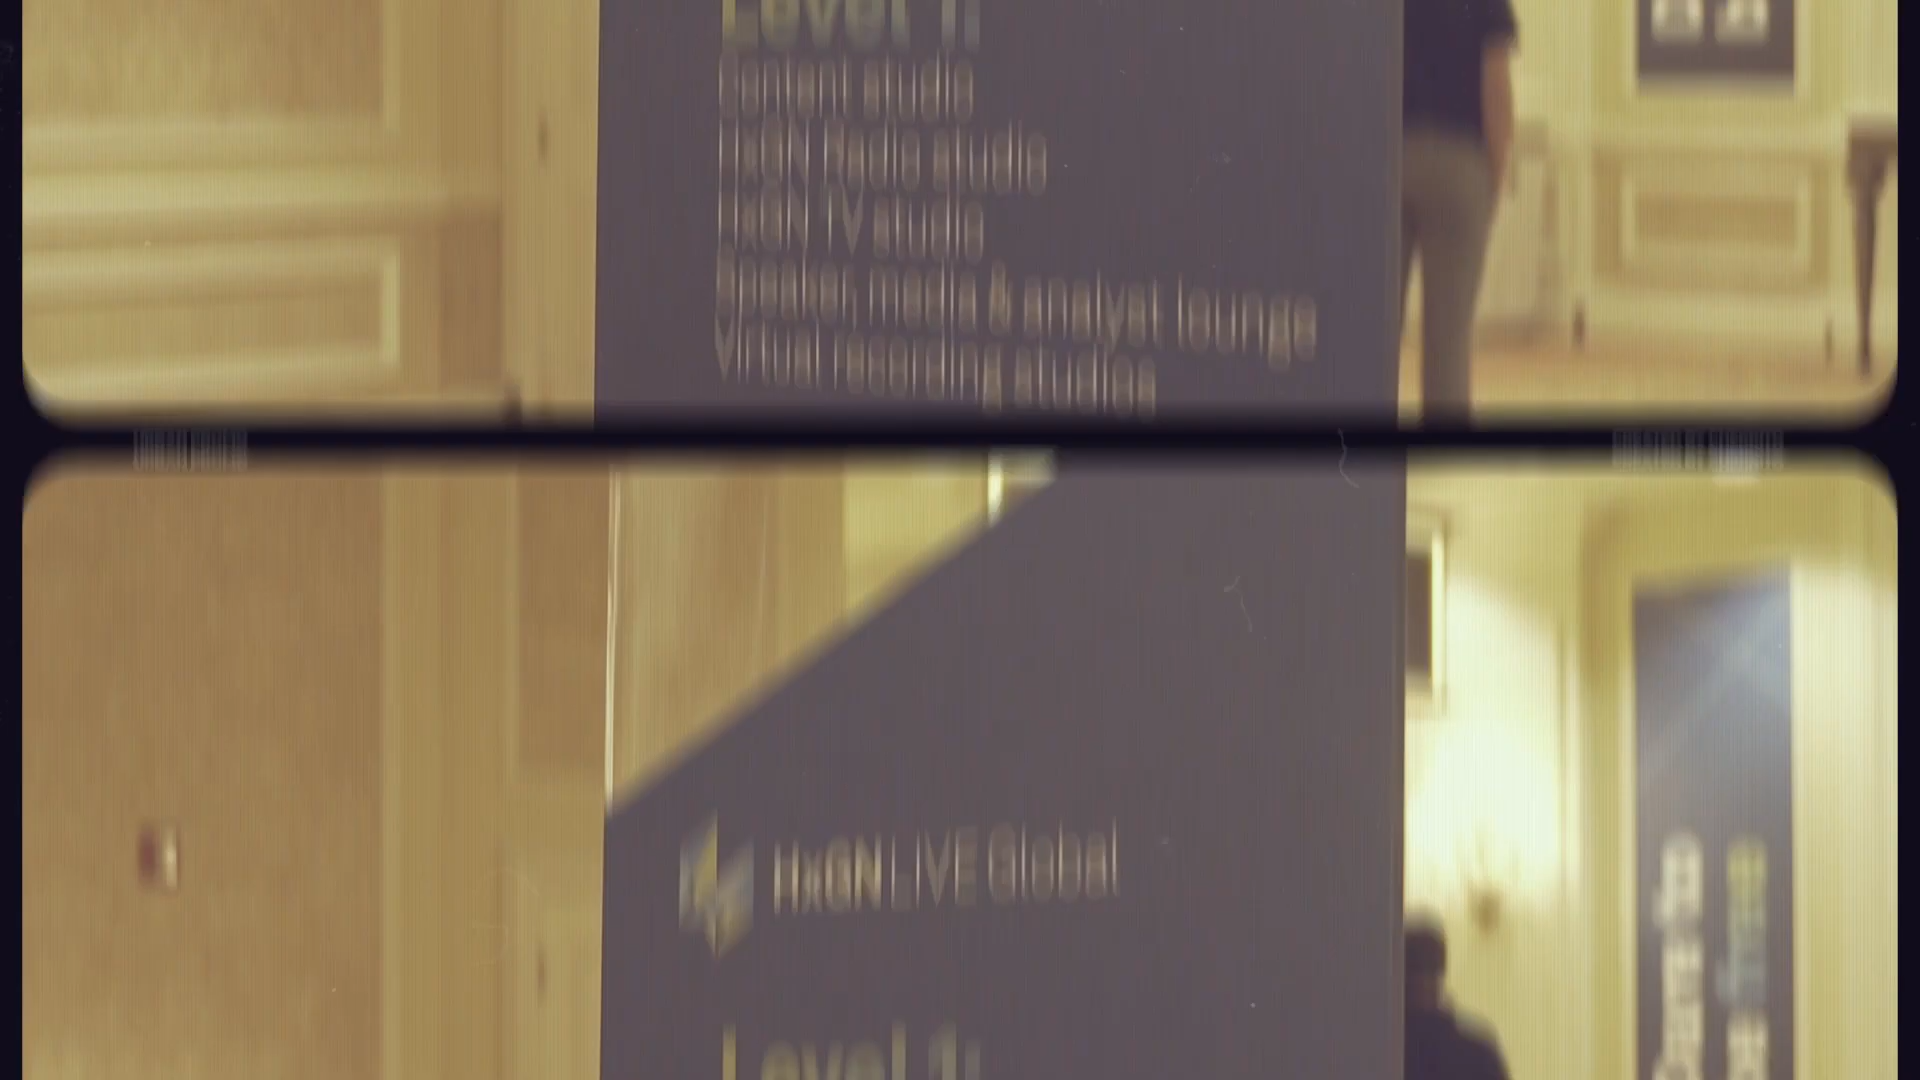 Level 1:
Content studio
HxGN Radio studio
HxGN TV studio
Speaker, media & analyst lounge
Virtual recording studios
HxGN LIVE Global
Level 1: